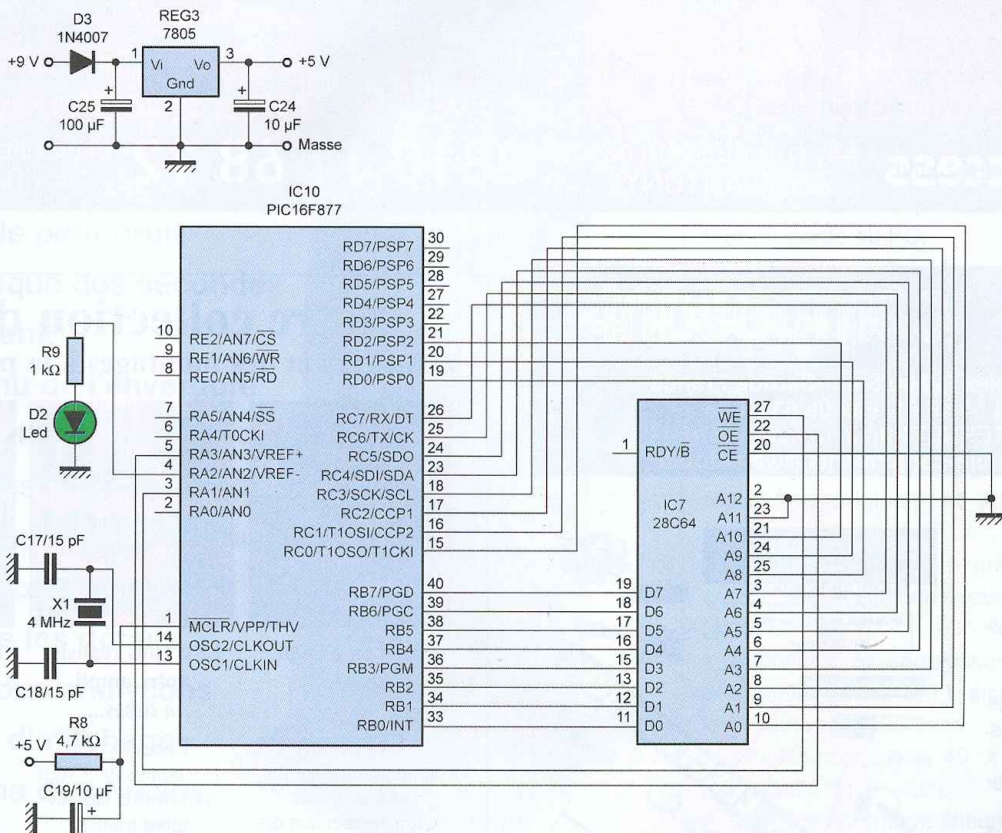 D3
1N4007
REG3
7805
+9 V
1
Vi
Vo
3
+5 V
Gnd
2
+
C25
100 µF
+
C24
10 µF
Masse
IC10
PIC16F877
RD7/PSP7 30
RD6/PSP6 29
RD5/PSP5 28
RD4/PSP4 27
RD3/PSP3 22
RD2/PSP2 21
RD1/PSP1 20
RD0/PSP0 19
10 RE2/AN7/CS
9 RE1/AN6/WR
8 RE0/AN5/RD
R9
1 kΩ
D2
Led
7 RA5/AN4/SS
6 RA4/T0CKI
5 RA3/AN3/VREF+
4 RA2/AN2/VREF-
3 RA1/AN1
2 RA0/AN0
RC7/RX/DT 26
RC6/TX/CK 25
RC5/SDO 24
RC4/SDI/SDA 23
RC3/SCK/SCL 18
RC2/CCP1 17
RC1/T1OSI/CCP2 16
RC0/T1OSO/T1CKI 15
C17/15 pF
X1
4 MHz
C18/15 pF
1 MCLR/VPP/THV
14 OSC2/CLKOUT
13 OSC1/CLKIN
RB7/PGD 40
RB6/PGC 39
RB5 38
RB4 37
RB3/PGM 36
RB2 35
RB1 34
RB0/INT 33
R8
+5 V 4,7 kΩ
C19/10 µF
+
1 RDY/B
IC7
28C64
WE 27
OE 22
CE 20
A12 2
A11 23
A10 21
A9 24
A8 25
A7 3
A6 4
A5 5
A4 6
A3 7
A2 8
A1 9
A0 10
19 D7
18 D6
17 D5
16 D4
15 D3
13 D2
12 D1
11 D0